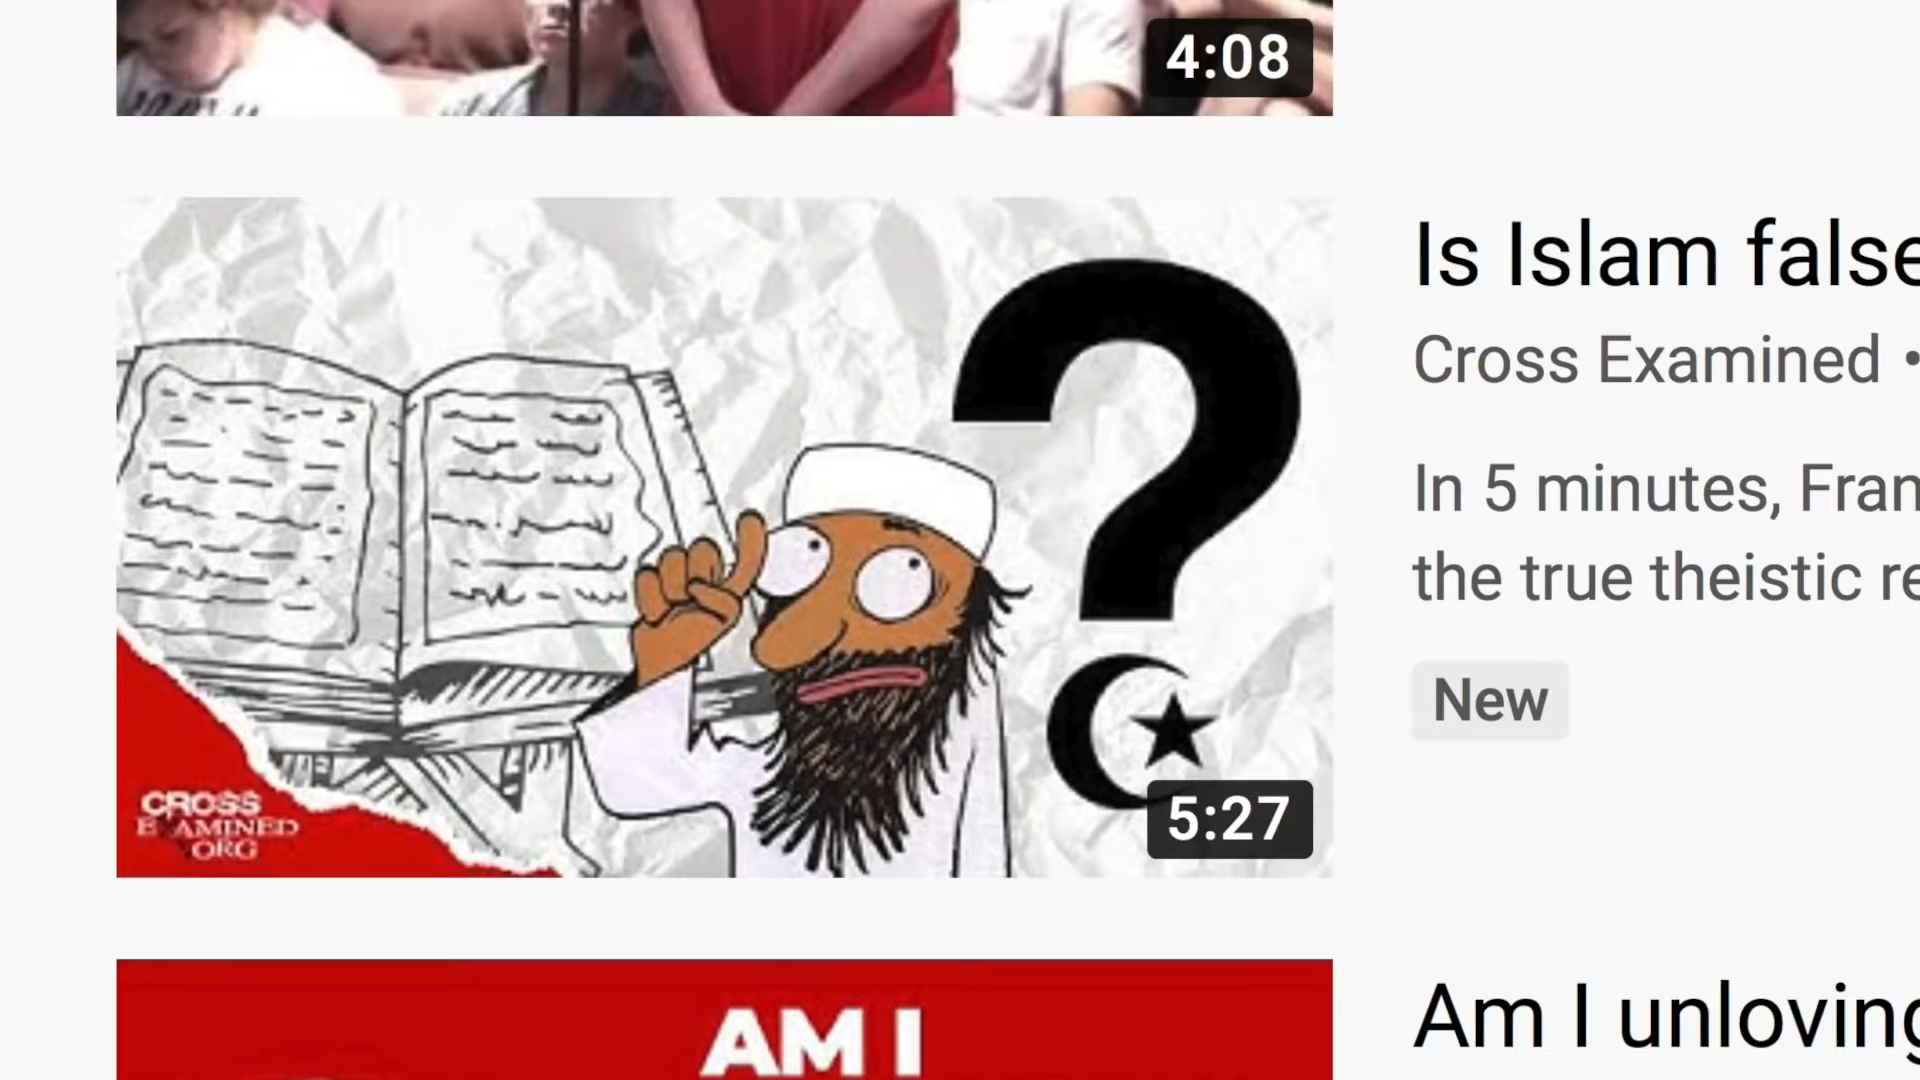 4:08
Is Islam false
Cross Examined •
In 5 minutes, Fran
the true theistic re
New
CROSS
EXAMINED
.ORG
5:27
AM I
Am I unloving